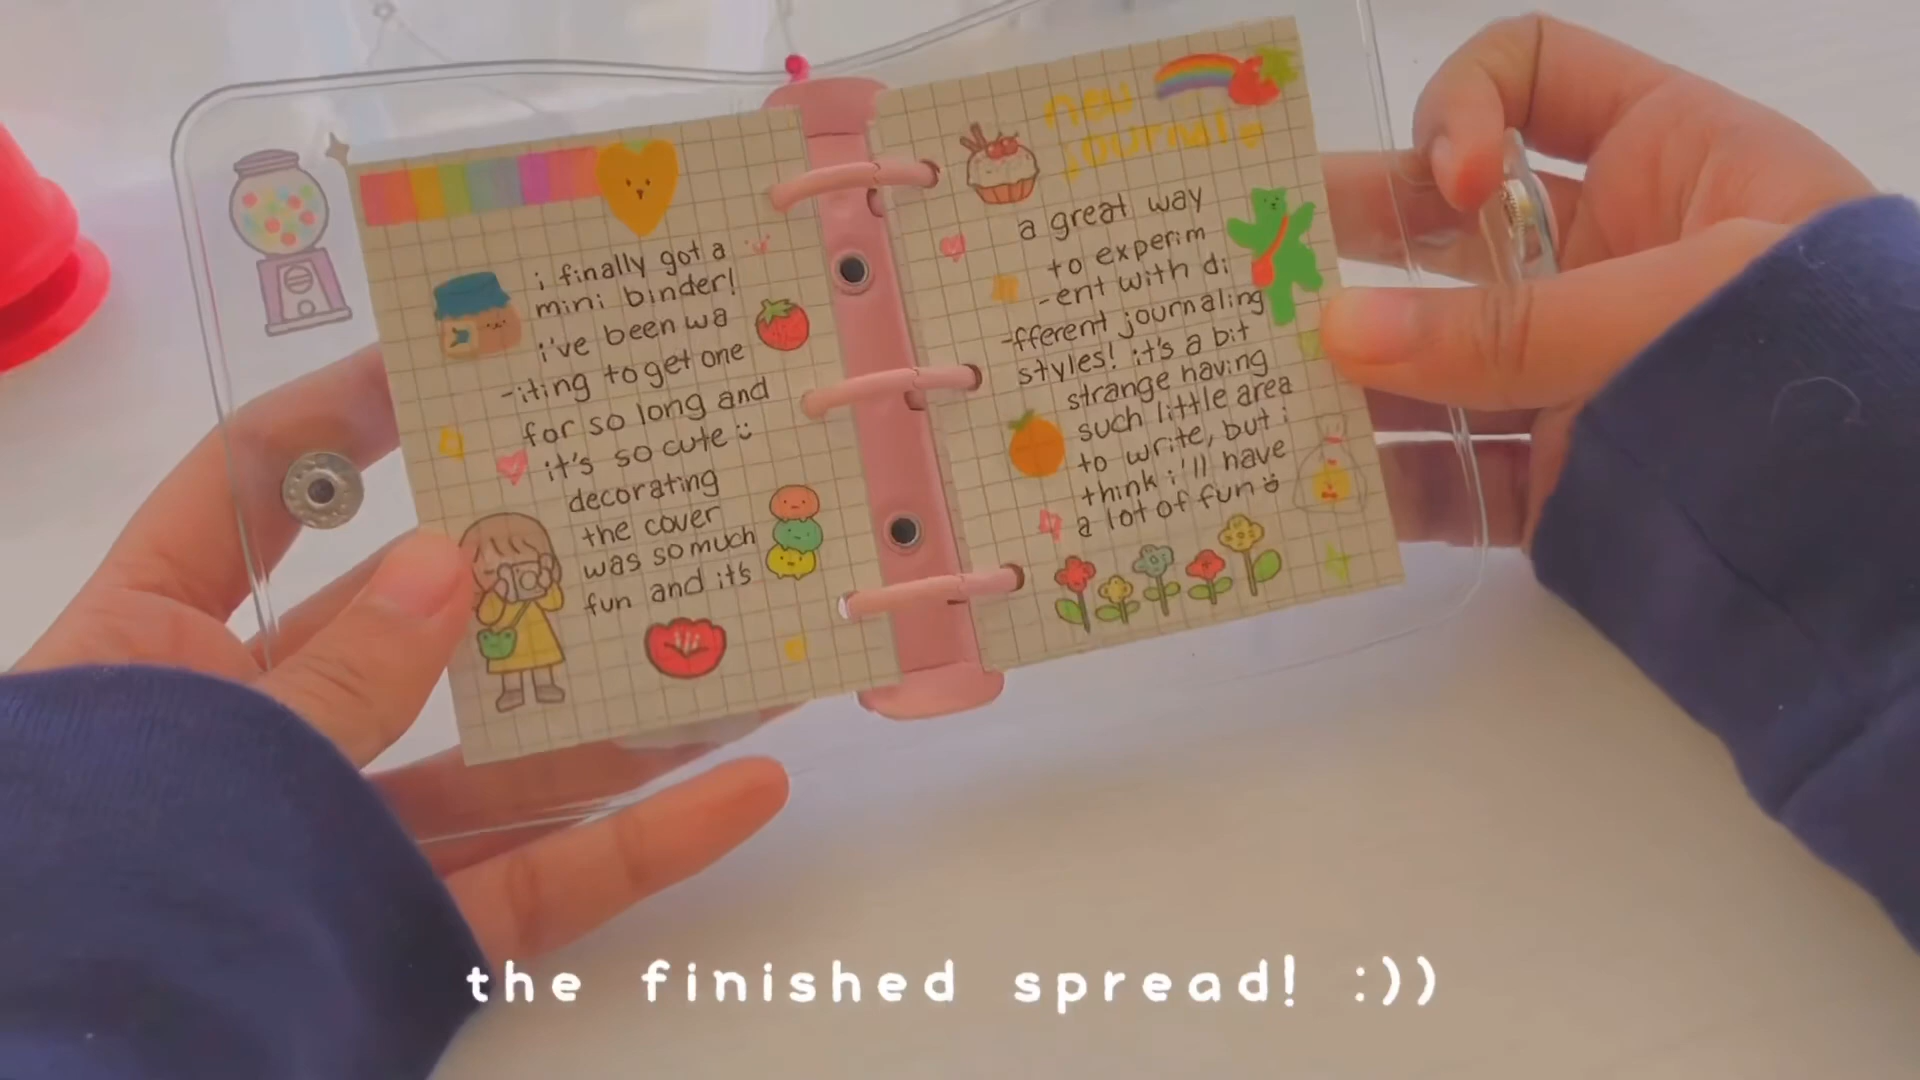 i finally got a
mini binder!
i've been wa
-iting to get one
for so long and
it's so cute :)
decorating
the cover
was so much
fun and it's
new
journal
a great way
to experim
-ent with di
-fferent journaling
styles! it's a bit
strange having
such little area
to write, but i
think i'll have
a lot of fun :)
the finished spread! :))